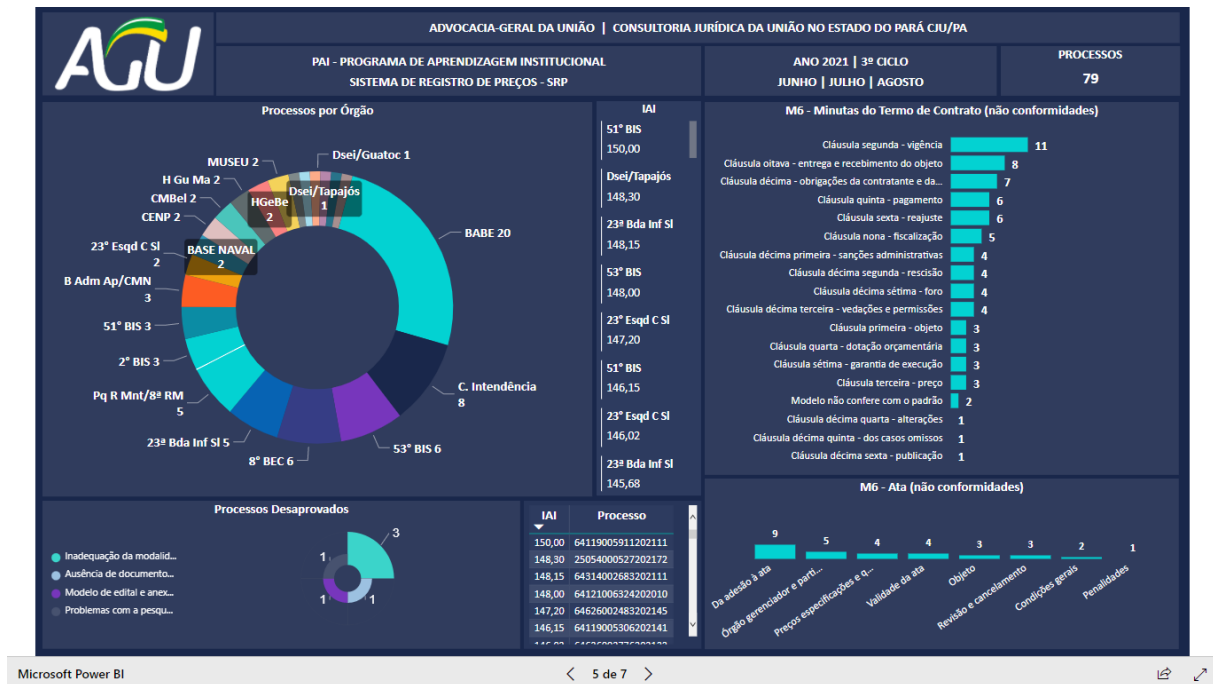 AGU
ADVOCACIA-GERAL DA UNIÃO | CONSULTORIA JURÍDICA DA UNIÃO NO ESTADO DO PARÁ CJU/PA
PAI - PROGRAMA DE APRENDIZAGEM INSTITUCIONAL
SISTEMA DE REGISTRO DE PREÇOS - SRP
ANO 2021 | 3º CICLO
JUNHO | JULHO | AGOSTO
PROCESSOS
79
Processos por Órgão
Dsei/Guatoc 1
MUSEU 2
H Gu Ma 2
CMBel 2
CENP 2
23° Esqd C Sl
2
B Adm Ap/CMN
3
51° BIS 3
2° BIS 3
Pq R Mnt/8ª RM
5
23ª Bda Inf Sl 5
8° BEC 6
53° BIS 6
C. Intendência
8
BABE 20
Dsei/Tapajós
1
HGeBe
2
BASE NAVAL
2
IAI
51° BIS
150,00
Dsei/Tapajós
148,30
23ª Bda Inf Sl
148,15
53° BIS
148,00
23° Esqd C Sl
147,20
51° BIS
146,15
23° Esqd C Sl
146,02
23ª Bda Inf Sl
145,68
M6 - Minutas do Termo de Contrato (não conformidades)
Cláusula segunda - vigência 11
Cláusula oitava - entrega e recebimento do objeto 8
Cláusula décima - obrigações da contratante e da... 7
Cláusula quinta - pagamento 6
Cláusula sexta - reajuste 6
Cláusula nona - fiscalização 5
Cláusula décima primeira - sanções administrativas 4
Cláusula décima segunda - rescisão 4
Cláusula décima sétima - foro 4
Cláusula décima terceira - vedações e permissões 4
Cláusula primeira - objeto 3
Cláusula quarta - dotação orçamentária 3
Cláusula sétima - garantia de execução 3
Cláusula terceira - preço 3
Modelo não confere com o padrão 2
Cláusula décima quarta - alterações 1
Cláusula décima quinta - dos casos omissos 1
Cláusula décima sexta - publicação 1
Processos Desaprovados
Inadequação da modalid...
Ausência de documento...
Modelo de edital e anex...
Problemas com a pesqu...
3
1
1
1
IAI Processo
150,00 64119005911202111
148,30 25054000527202172
148,15 64314002683202111
148,00 64121006324202010
147,20 64626002483202145
146,15 64119005306202141
M6 - Ata (não conformidades)
9 5 4 4 3 3 2 1
Da adesão à ata
Órgão gerenciador e parti...
Preços especificações e q...
Validade da ata
Objeto
Revisão e cancelamento
Condições gerais
Penalidades
Microsoft Power BI
5 de 7